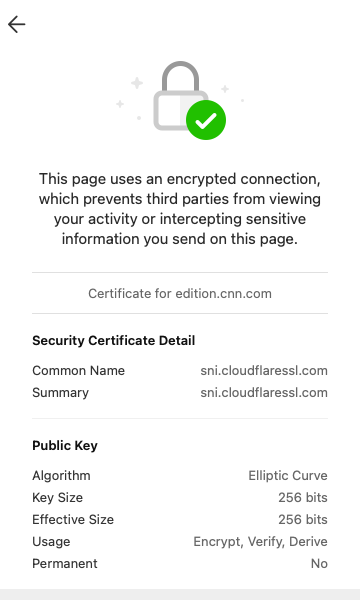 This page uses an encrypted connection,
which prevents third parties from viewing
your activity or intercepting sensitive
information you send on this page.
Certificate for edition.cnn.com
Security Certificate Detail
Common Name sni.cloudflaressl.com
Summary sni.cloudflaressl.com
Public Key
Algorithm Elliptic Curve
Key Size 256 bits
Effective Size 256 bits
Usage Encrypt, Verify, Derive
Permanent No